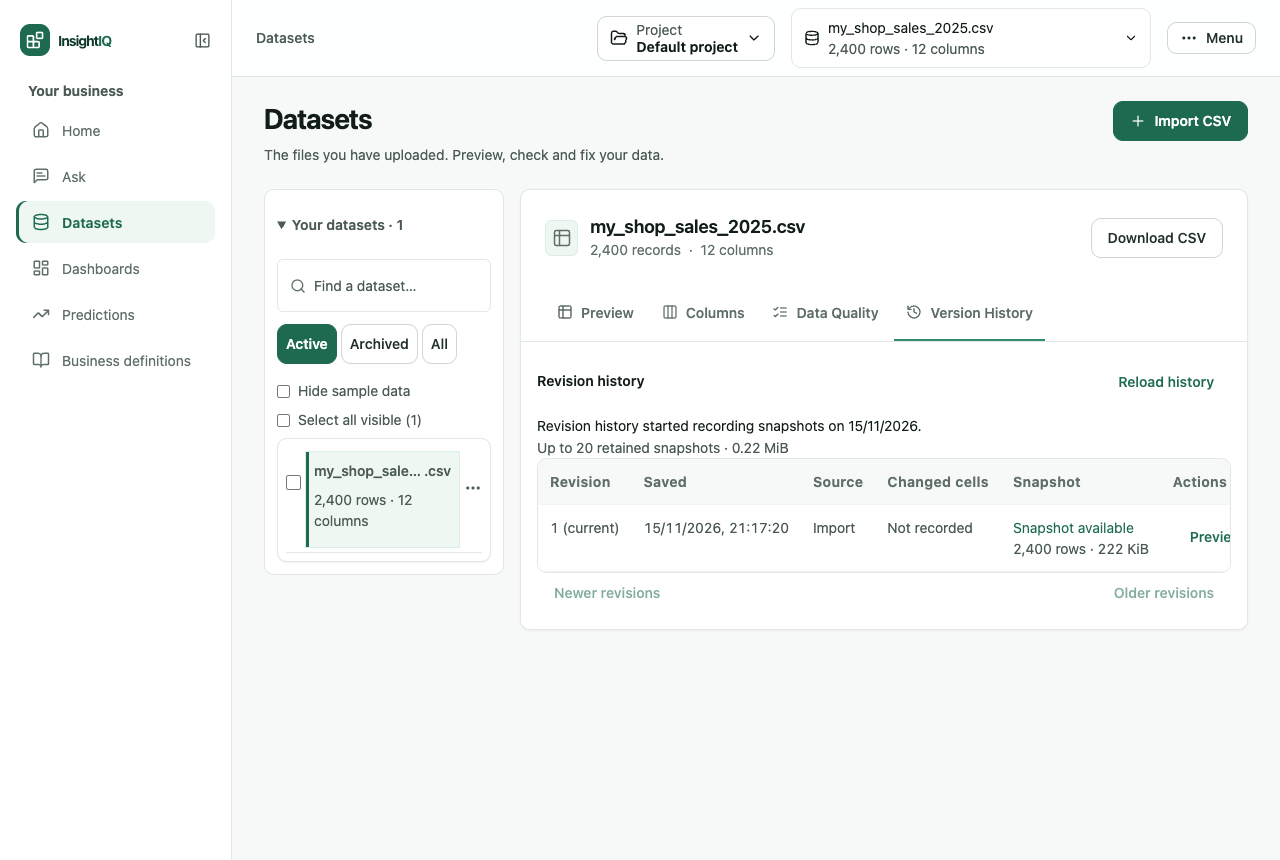 InsightIQ
Your business
Home
Ask
Datasets
Dashboards
Predictions
Business definitions
Datasets
Project
Default project
my_shop_sales_2025.csv
2,400 rows · 12 columns
Menu
Datasets
The files you have uploaded. Preview, check and fix your data.
Import CSV
Your datasets · 1
Find a dataset...
Active Archived All
Hide sample data
Select all visible (1)
my_shop_sale... .csv
2,400 rows · 12
columns
my_shop_sales_2025.csv
2,400 records · 12 columns
Download CSV
Preview Columns Data Quality Version History
Revision history
Reload history
Revision history started recording snapshots on 15/11/2026.
Up to 20 retained snapshots · 0.22 MiB
Revision Saved Source Changed cells Snapshot Actions
1 (current) 15/11/2026, 21:17:20 Import Not recorded Snapshot available
2,400 rows · 222 KiB
Previe
Newer revisions Older revisions